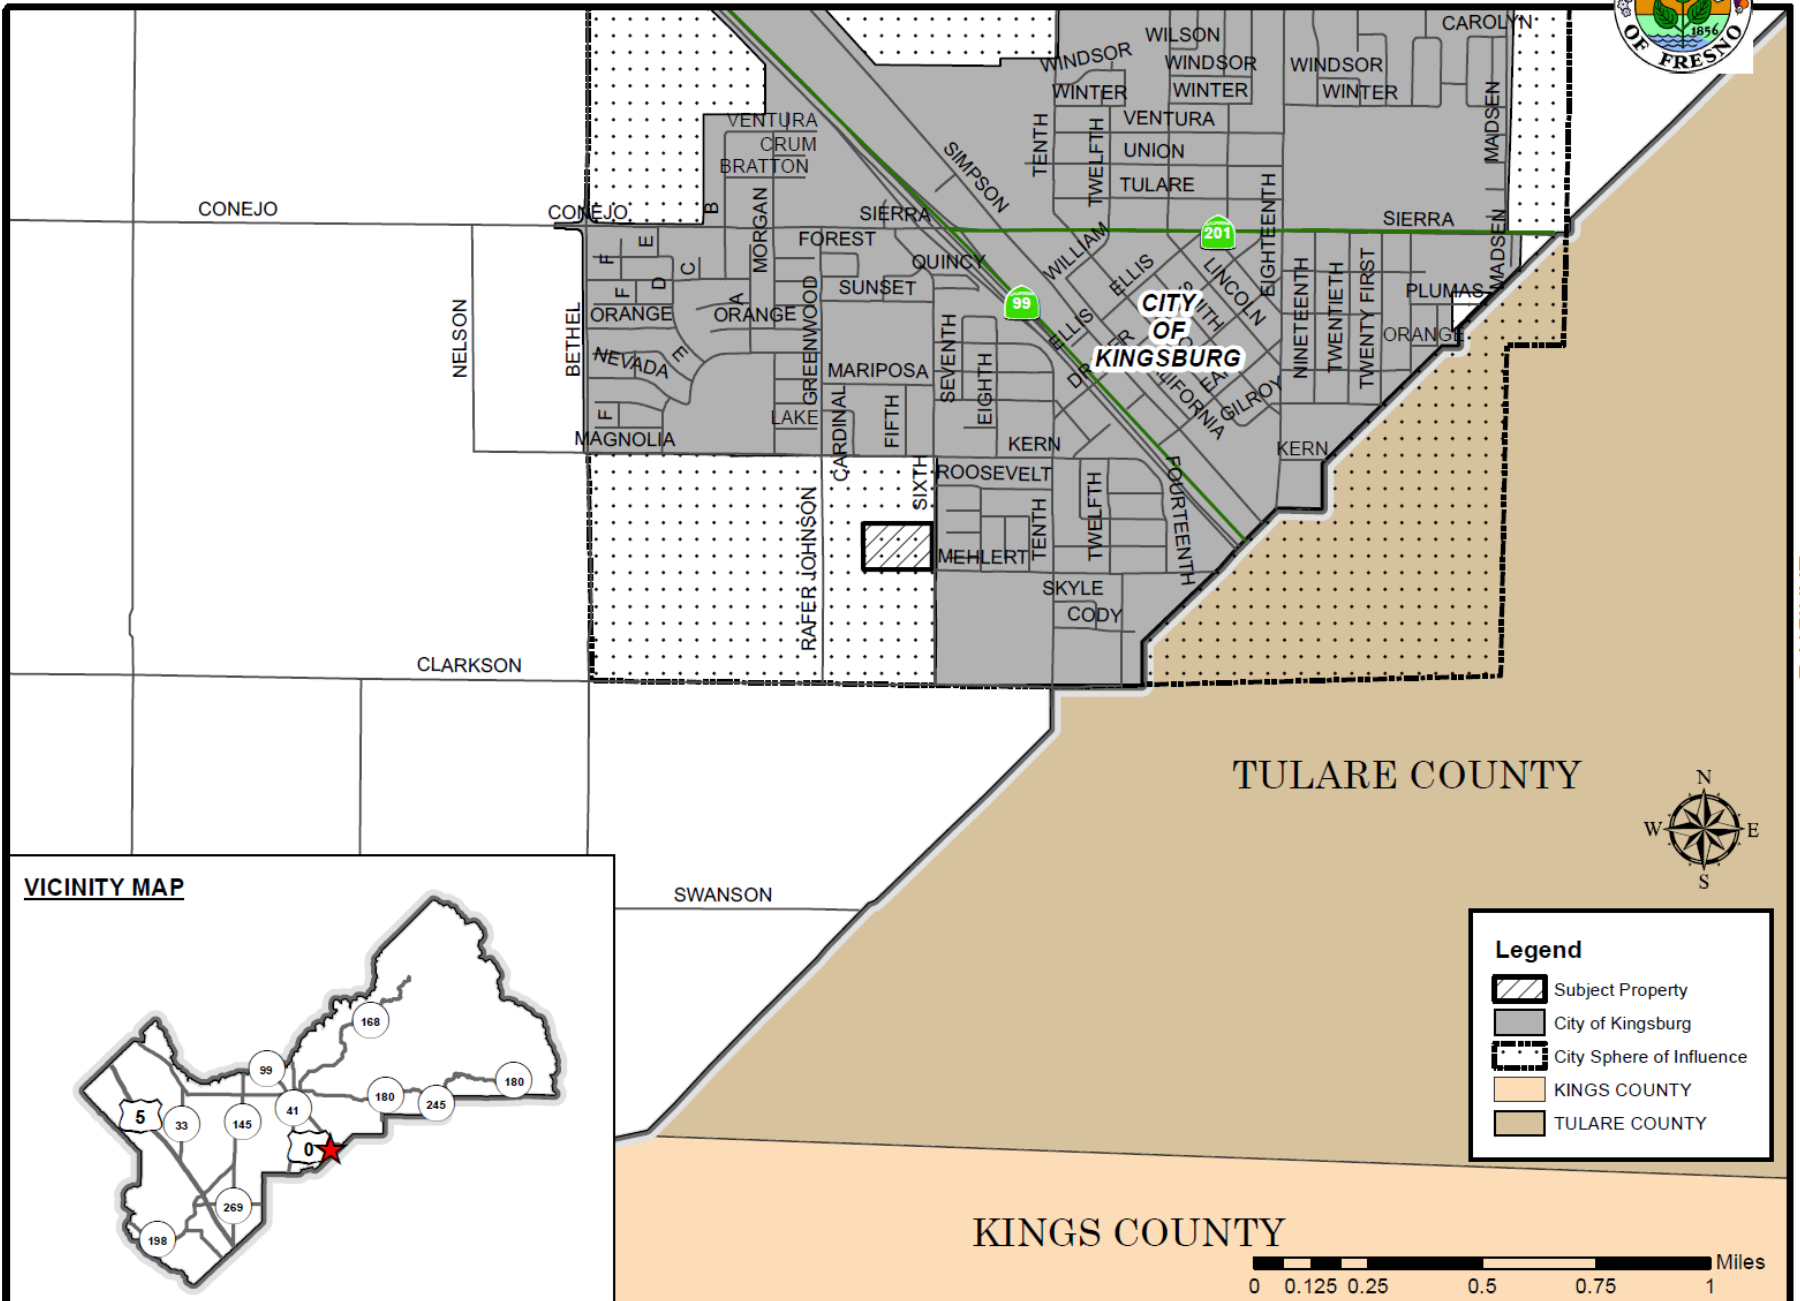 CAROLYN
WILSON
WINDSOR
WINDSOR
WINDSOR
WINTER
WINTER
WINTER
1856
OF FRESNO
VENTURA
VENTURA
CRUM
BRATTON
TENTH
TWELFTH
UNION
TULARE
MADSEN
SIMPSON
CONEJO
CONEJO
B
MORGAN
SIERRA
EIGHTEENTH
SIERRA
201
FOREST
WILLIAM
MADSEN
E
F
D
C
QUINCY
ELLIS
LINCOLN
SUNSET
F
A
99
CITY
OF
KINGSBURG
NINETEENTH
TWENTIETH
TWENTY FIRST
PLUMAS
ORANGE
ORANGE
ORANGE
GREENWOOD
NELSON
BETHEL
NEVADA
E
SEVENTH
EIGHTH
ELLIS
MARIPOSA
GILROY
F
LAKE
CARDINAL
FIFTH
MAGNOLIA
KERN
KERN
SIXTH
ROOSEVELT
RAFER JOHNSON
TENTH
TWELFTH
FOURTEENTH
MEHLERT
SKYLE
CODY
CLARKSON
TULARE COUNTY
N
W
E
S
SWANSON
VICINITY MAP
168
99
180
180
245
41
5
33
145
0
269
198
Legend
Subject Property
City of Kingsburg
City Sphere of Influence
KINGS COUNTY
TULARE COUNTY
KINGS COUNTY
Miles
0 0.125 0.25 0.5 0.75 1